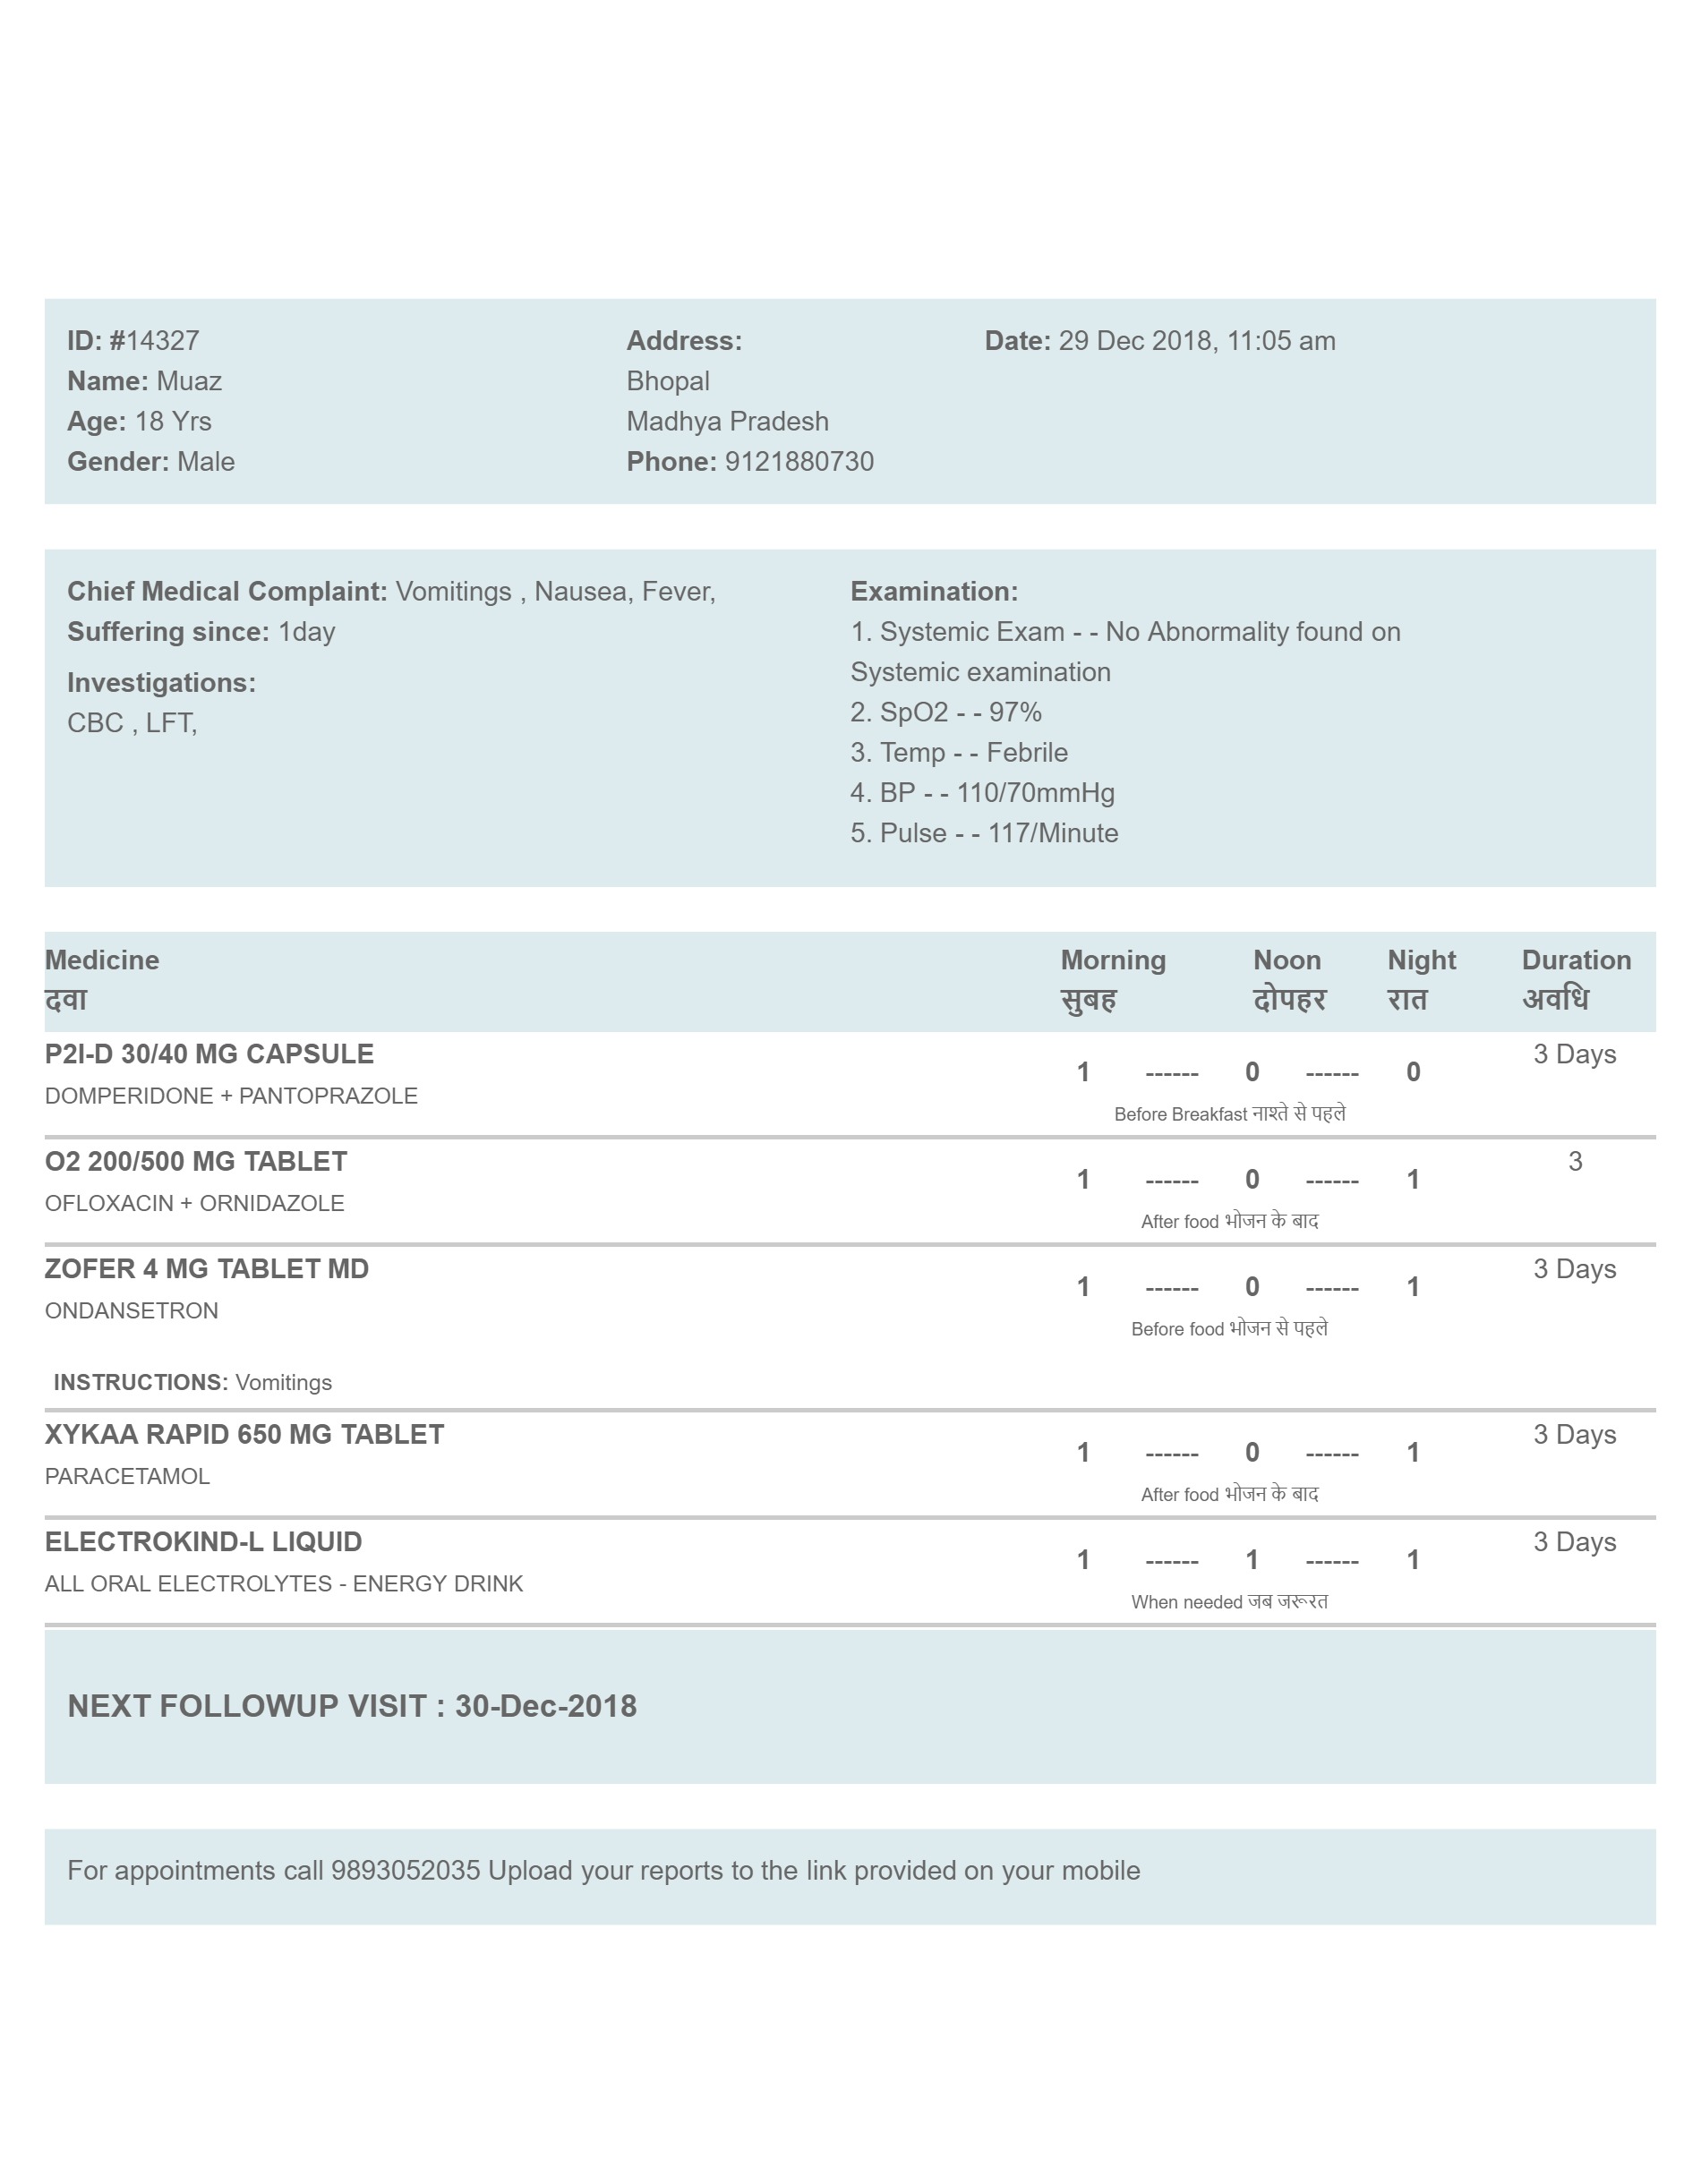 ID: #14327
Name: Muaz
Age: 18 Yrs
Gender: Male
Address:
Bhopal
Madhya Pradesh
Phone: 9121880730
Date: 29 Dec 2018, 11:05 am
Chief Medical Complaint: Vomitings , Nausea, Fever,
Suffering since: 1day
Investigations:
CBC , LFT,
Examination:
1. Systemic Exam - - No Abnormality found on
Systemic examination
2. SpO2 - - 97%
3. Temp - - Febrile
4. BP - - 110/70mmHg
5. Pulse - - 117/Minute
Medicine Morning Noon Night Duration
दवा सुबह दोपहर रात अवधि
P2I-D 30/40 MG CAPSULE 3 Days
1 ------ 0 ------ 0
DOMPERIDONE + PANTOPRAZOLE
Before Breakfast नाश्ते से पहले
O2 200/500 MG TABLET 3
1 ------ 0 ------ 1
OFLOXACIN + ORNIDAZOLE
After food भोजन के बाद
ZOFER 4 MG TABLET MD 3 Days
1 ------ 0 ------ 1
ONDANSETRON
Before food भोजन से पहले
INSTRUCTIONS: Vomitings
XYKAA RAPID 650 MG TABLET 3 Days
1 ------ 0 ------ 1
PARACETAMOL
After food भोजन के बाद
ELECTROKIND-L LIQUID 3 Days
1 ------ 1 ------ 1
ALL ORAL ELECTROLYTES - ENERGY DRINK
When needed जब जरूरत
NEXT FOLLOWUP VISIT : 30-Dec-2018
For appointments call 9893052035 Upload your reports to the link provided on your mobile